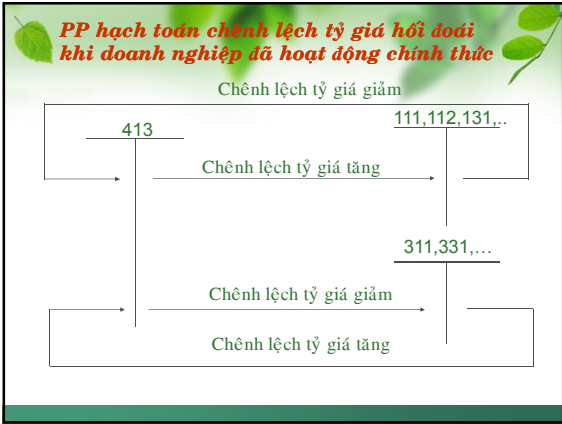 PP hạch toán chênh lệch tỷ giá hối đoái
khi doanh nghiệp đã hoạt động chính thức
Chênh lệch tỷ giá giảm
413
111,112,131,..
Chênh lệch tỷ giá tăng
311,331,...
Chênh lệch tỷ giá giảm
Chênh lệch tỷ giá tăng